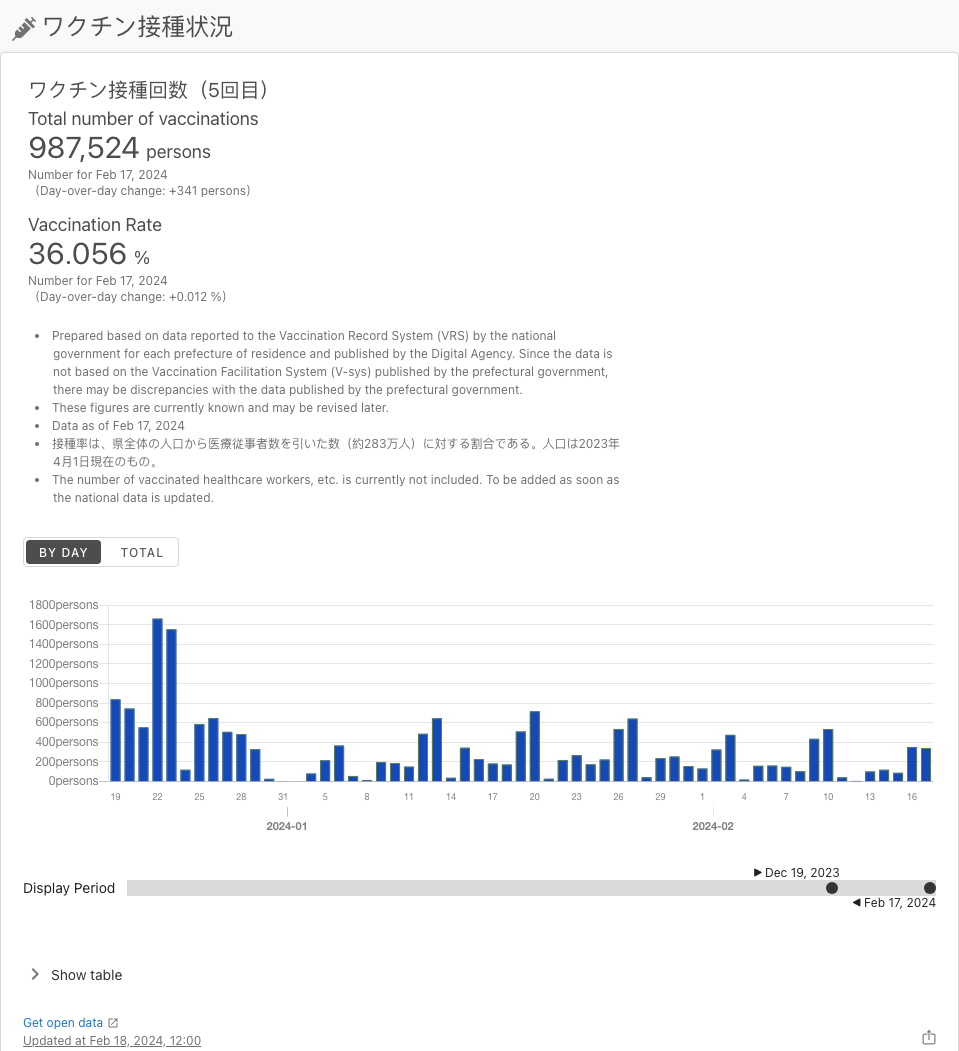 ワクチン接種状況
ワクチン接種回数（5回目）
Total number of vaccinations
987,524 persons
Number for Feb 17, 2024
（Day-over-day change: +341 persons）
Vaccination Rate
36.056 %
Number for Feb 17, 2024
（Day-over-day change: +0.012 %）
• Prepared based on data reported to the Vaccination Record System (VRS) by the national
government for each prefecture of residence and published by the Digital Agency. Since the data is
not based on the Vaccination Facilitation System (V-sys) published by the prefectural government,
there may be discrepancies with the data published by the prefectural government.
• These figures are currently known and may be revised later.
• Data as of Feb 17, 2024
• 接種率は、県全体の人口から医療従事者数を引いた数（約283万人）に対する割合である。人口は2023年
4月1日現在のもの。
• The number of vaccinated healthcare workers, etc. is currently not included. To be added as soon as
the national data is updated.
BY DAY TOTAL
1800persons
1600persons
1400persons
1200persons
1000persons
800persons
600persons
400persons
200persons
0persons
19 22 25 28 31 5 8 11 14 17 20 23 26 29 1 4 7 10 13 16
2024-01 2024-02
Dec 19, 2023
Display Period
Feb 17, 2024
Show table
Get open data
Updated at Feb 18, 2024, 12:00